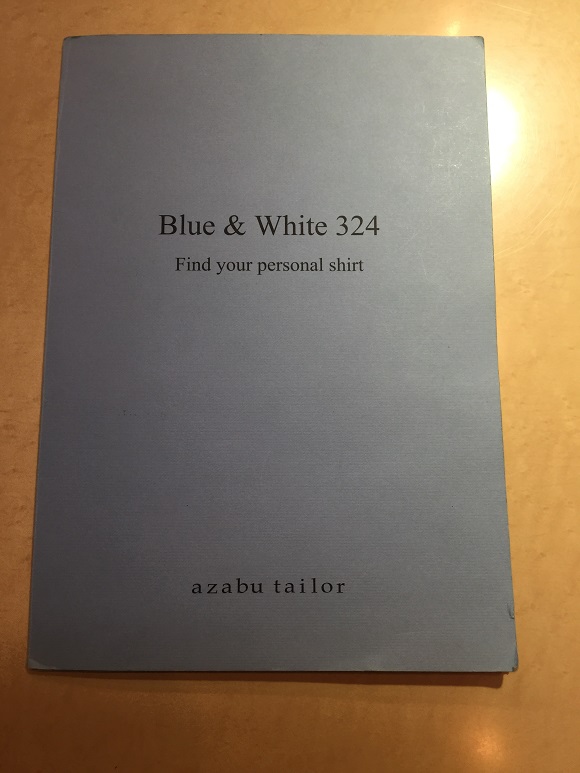 Blue & White 324
Find your personal shirt
azabu tailor